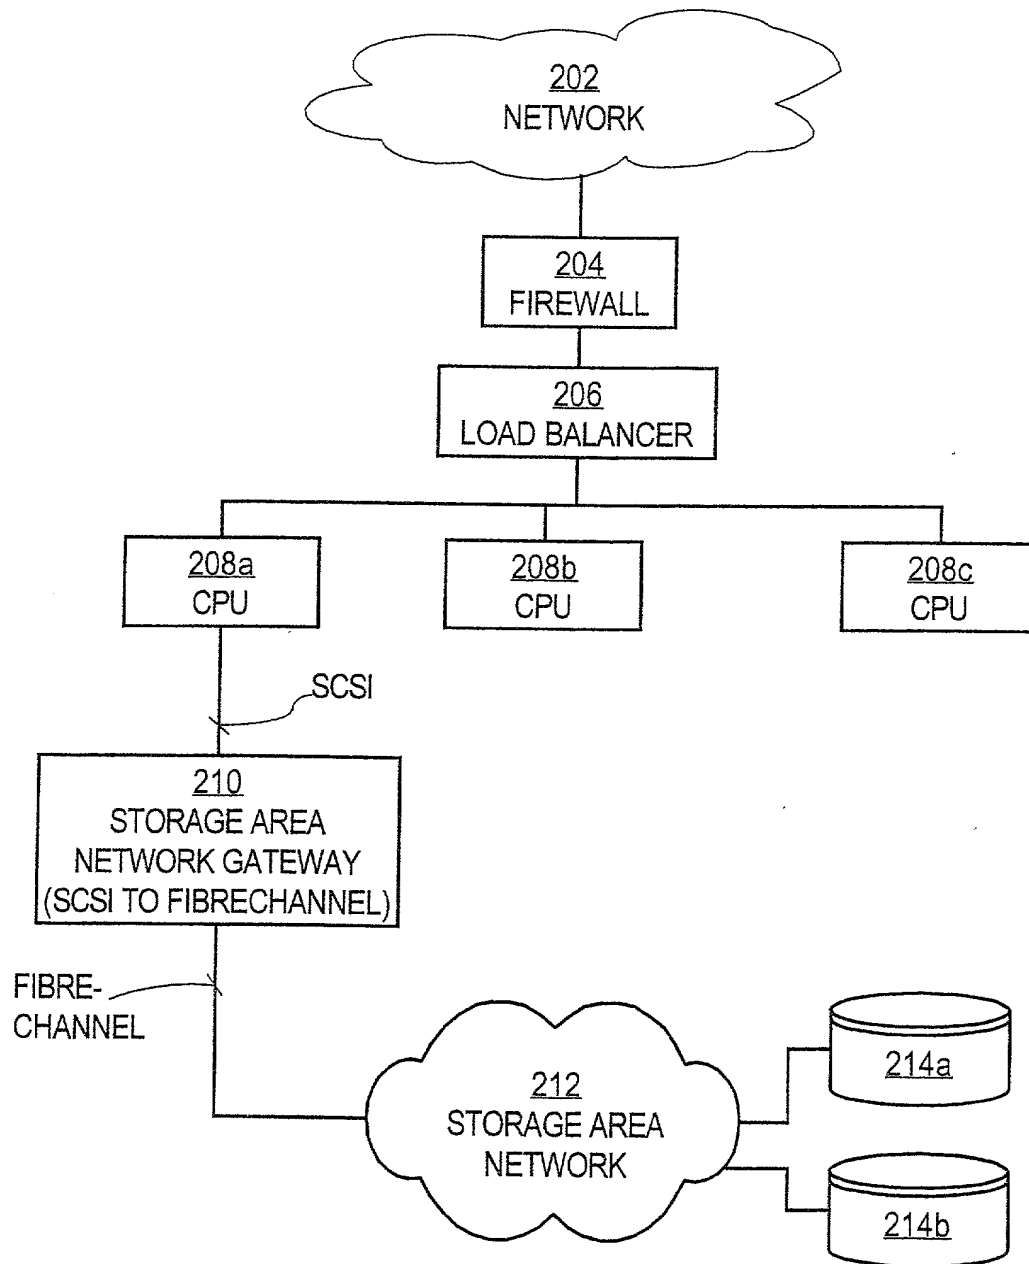 202
NETWORK
204
FIREWALL
206
LOAD BALANCER
208a
CPU
208b
CPU
208c
CPU
SCSI
210
STORAGE AREA
NETWORK GATEWAY
(SCSI TO FIBRECHANNEL)
FIBRE-
CHANNEL
212
STORAGE AREA
NETWORK
214a
214b